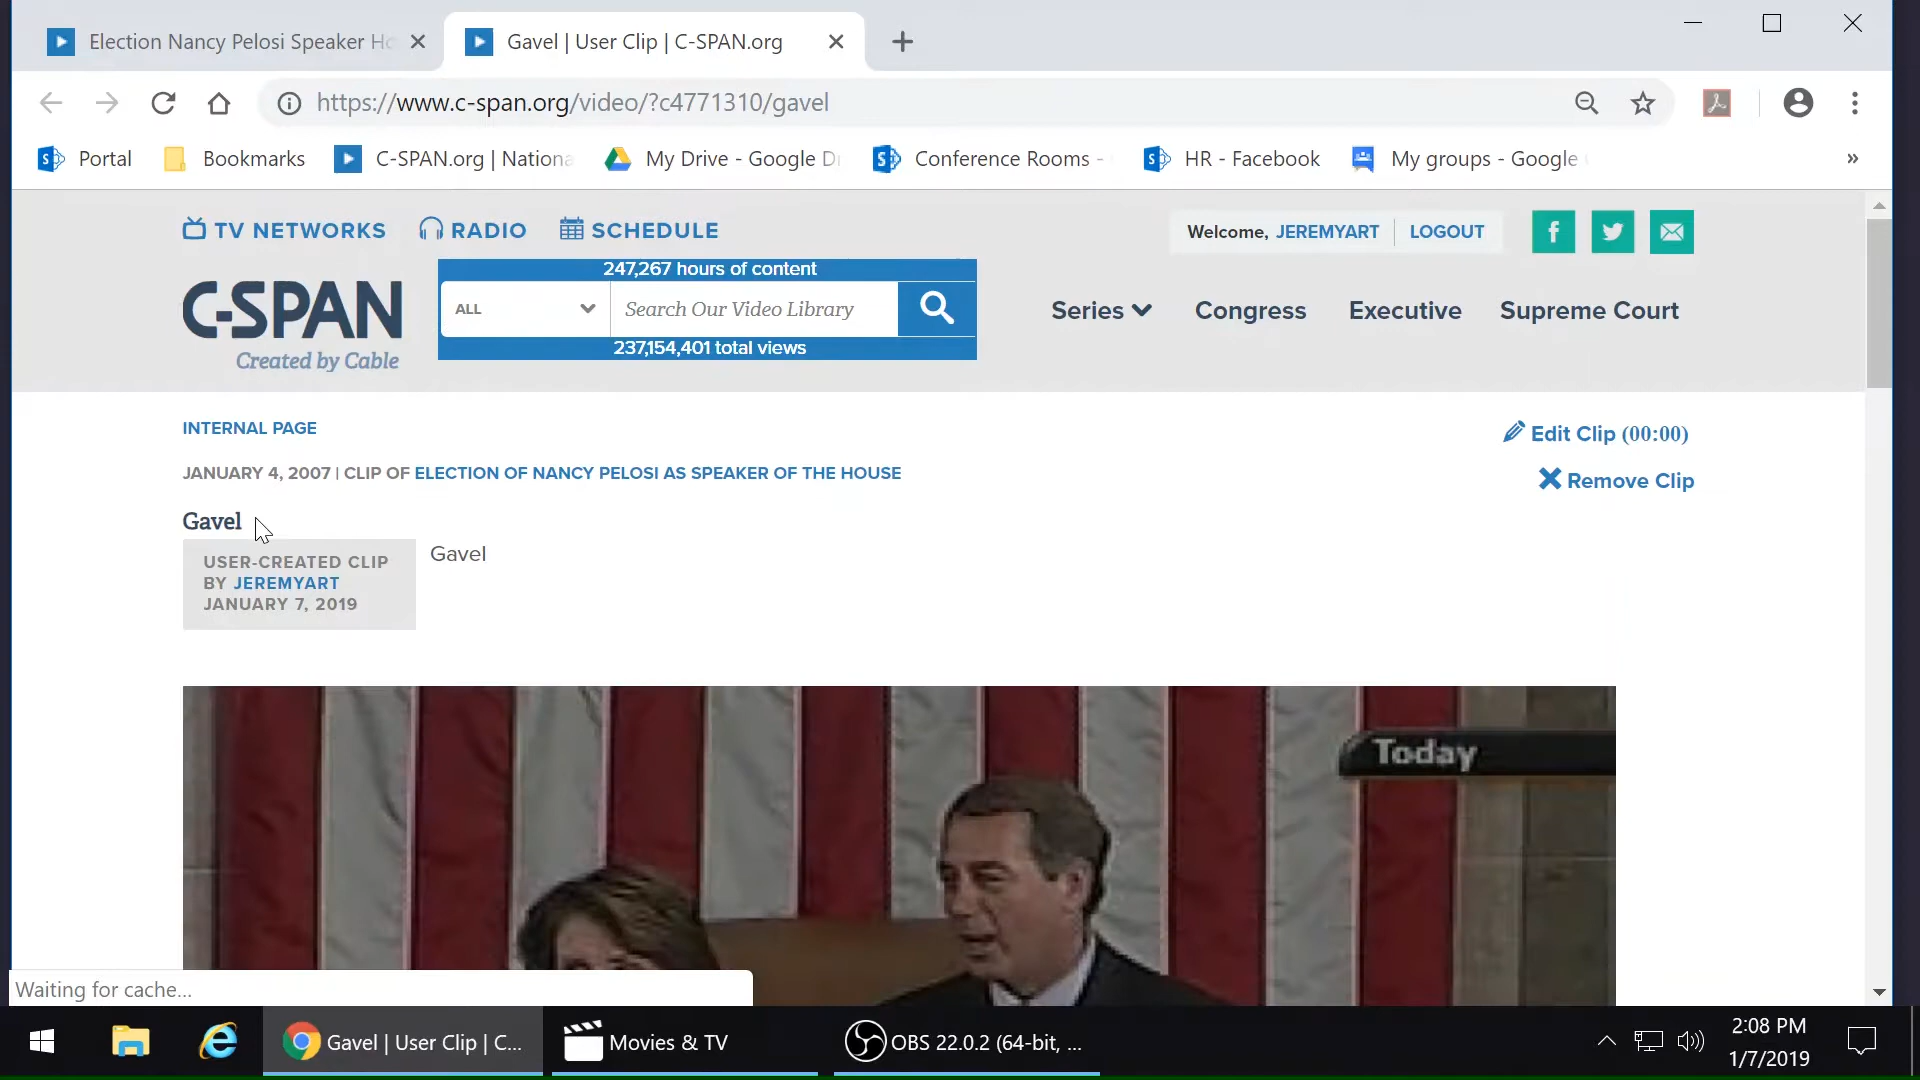 Election Nancy Pelosi Speaker Ho
Gavel | User Clip | C-SPAN.org
https://www.c-span.org/video/?c4771310/gavel
Portal
Bookmarks
C-SPAN.org | Nationa
My Drive - Google Dr
Conference Rooms -
HR - Facebook
My groups - Google
»
TV NETWORKS
RADIO
SCHEDULE
Welcome, JEREMYART
LOGOUT
C-SPAN
Created by Cable
247,267 hours of content
ALL
Search Our Video Library
237,154,401 total views
Series
Congress
Executive
Supreme Court
INTERNAL PAGE
Edit Clip (00:00)
JANUARY 4, 2007 | CLIP OF ELECTION OF NANCY PELOSI AS SPEAKER OF THE HOUSE
Remove Clip
Gavel
USER-CREATED CLIP
BY JEREMYART
JANUARY 7, 2019
Gavel
Today
Waiting for cache...
Gavel | User Clip | C...
Movies & TV
OBS 22.0.2 (64-bit, ...
2:08 PM
1/7/2019